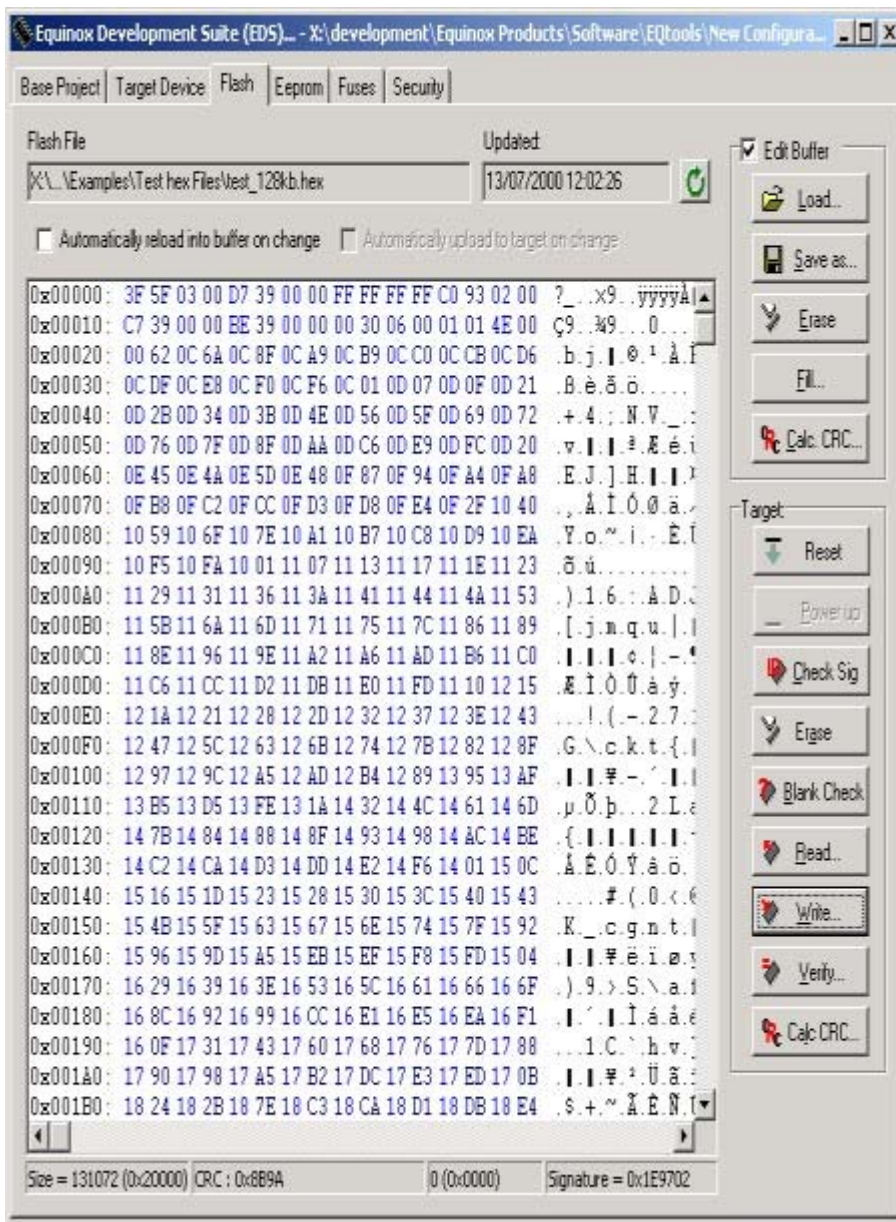 Equinox Development Suite (EDS)... - X:\development\Equinox Products\Software\EQtools\New Configura...
Base Project Target Device Flash Eeprom Fuses Security
Flash File Updated:
X:\...\Examples\Test hex Files\test_128kb.hex 13/07/2000 12:02:26
Automatically reload into buffer on change Automatically upload to target on change
0x00000: 3F 5F 03 00 D7 39 00 00 FF FF FF FF C0 93 02 00 ?_..×9..ÿÿÿÿÀ
0x00010: C7 39 00 00 BE 39 00 00 00 30 06 00 01 01 4E 00 Ç9..¾9...0....
0x00020: 00 62 0C 6A 0C 8F 0C A9 0C B9 0C C0 0C CB 0C D6 .b.j.▮.©.¹.À.
0x00030: 0C DF 0C E8 0C F0 0C F6 0C 01 0D 07 0D 0F 0D 21 .ß.è.ð.ö.....
0x00040: 0D 2B 0D 34 0D 3B 0D 4E 0D 56 0D 5F 0D 69 0D 72 .+.4.;.N.V._.
0x00050: 0D 76 0D 7F 0D 8F 0D AA 0D C6 0D E9 0D FC 0D 20 .v.▮.▮.ª.Æ.é.
0x00060: 0E 45 0E 4A 0E 5D 0E 48 0F 87 0F 94 0F A4 0F A8 .E.J.].H.▮.▮.
0x00070: 0F B8 0F C2 0F CC 0F D3 0F D8 0F E4 0F 2F 10 40 .¸.Â.Ì.Ó.Ø.ä.
0x00080: 10 59 10 6F 10 7E 10 A1 10 B7 10 C8 10 D9 10 EA .Y.o.~.¡.·.È.
0x00090: 10 F5 10 FA 10 01 11 07 11 13 11 17 11 1E 11 23 .õ.ú.........
0x000A0: 11 29 11 31 11 36 11 3A 11 41 11 44 11 4A 11 53 .).1.6.:.A.D.J
0x000B0: 11 5B 11 6A 11 6D 11 71 11 75 11 7C 11 86 11 89 .[.j.m.q.u.|.
0x000C0: 11 8E 11 96 11 9E 11 A2 11 A6 11 AD 11 B6 11 C0 .▮.▮.▮.¢.¦.-.¶
0x000D0: 11 C6 11 CC 11 D2 11 DB 11 E0 11 FD 11 10 12 15 .Æ.Ì.Ò.Û.à.ý.
0x000E0: 12 1A 12 21 12 28 12 2D 12 32 12 37 12 3E 12 43 ...!.(.-.2.7.
0x000F0: 12 47 12 5C 12 63 12 6B 12 74 12 7B 12 82 12 8F .G.\.c.k.t.{.
0x00100: 12 97 12 9C 12 A5 12 AD 12 B4 12 89 13 95 13 AF .▮.▮.¥.-.´.▮.
0x00110: 13 B5 13 D5 13 FE 13 1A 14 32 14 4C 14 61 14 6D .µ.Õ.þ...2.L.
0x00120: 14 7B 14 84 14 88 14 8F 14 93 14 98 14 AC 14 BE .{.▮.▮.▮.▮.▮.
0x00130: 14 C2 14 CA 14 D3 14 DD 14 E2 14 F6 14 01 15 0C .Â.Ê.Ó.Ý.â.ö.
0x00140: 15 16 15 1D 15 23 15 28 15 30 15 3C 15 40 15 43 .....#.(.0.<.@
0x00150: 15 4B 15 5F 15 63 15 67 15 6E 15 74 15 7F 15 92 .K._.c.g.n.t.
0x00160: 15 96 15 9D 15 A5 15 EB 15 EF 15 F8 15 FD 15 04 .▮.▮.¥.ë.ï.ø.ý
0x00170: 16 29 16 39 16 3E 16 53 16 5C 16 61 16 66 16 6F .).9.>.S.\.a.f
0x00180: 16 8C 16 92 16 99 16 CC 16 E1 16 E5 16 EA 16 F1 .▮.´.▮.Ì.á.å.
0x00190: 16 0F 17 31 17 43 17 60 17 68 17 76 17 7D 17 88 ...1.C.`.h.v.}
0x001A0: 17 90 17 98 17 A5 17 B2 17 DC 17 E3 17 ED 17 0B .▮.▮.¥.².Ü.ã.
0x001B0: 18 24 18 2B 18 7E 18 C3 18 CA 18 D1 18 DB 18 E4 .$.+.~.Ã.Ê.Ñ.
Size = 131072 (0x20000) CRC : 0x8B9A 0 (0x0000) Signature = 0x1E9702
Edit Buffer
Load...
Save as...
Erase
Fill...
Calc. CRC...
Target:
Reset
Power up
Check Sig
Erase
Blank Check
Read...
Write...
Verify...
Calc CRC...